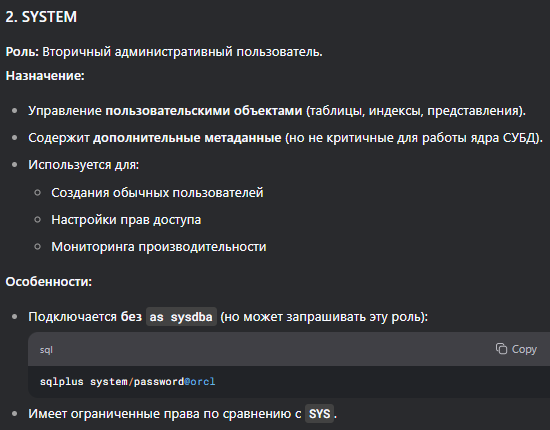 2. SYSTEM
Роль: Вторичный административный пользователь.
Назначение:
Управление пользовательскими объектами (таблицы, индексы, представления).
Содержит дополнительные метаданные (но не критичные для работы ядра СУБД).
Используется для:
Создания обычных пользователей
Настройки прав доступа
Мониторинга производительности
Особенности:
Подключается без as sysdba (но может запрашивать эту роль):
sql Copy
sqlplus system/password@orcl
Имеет ограниченные права по сравнению с SYS.